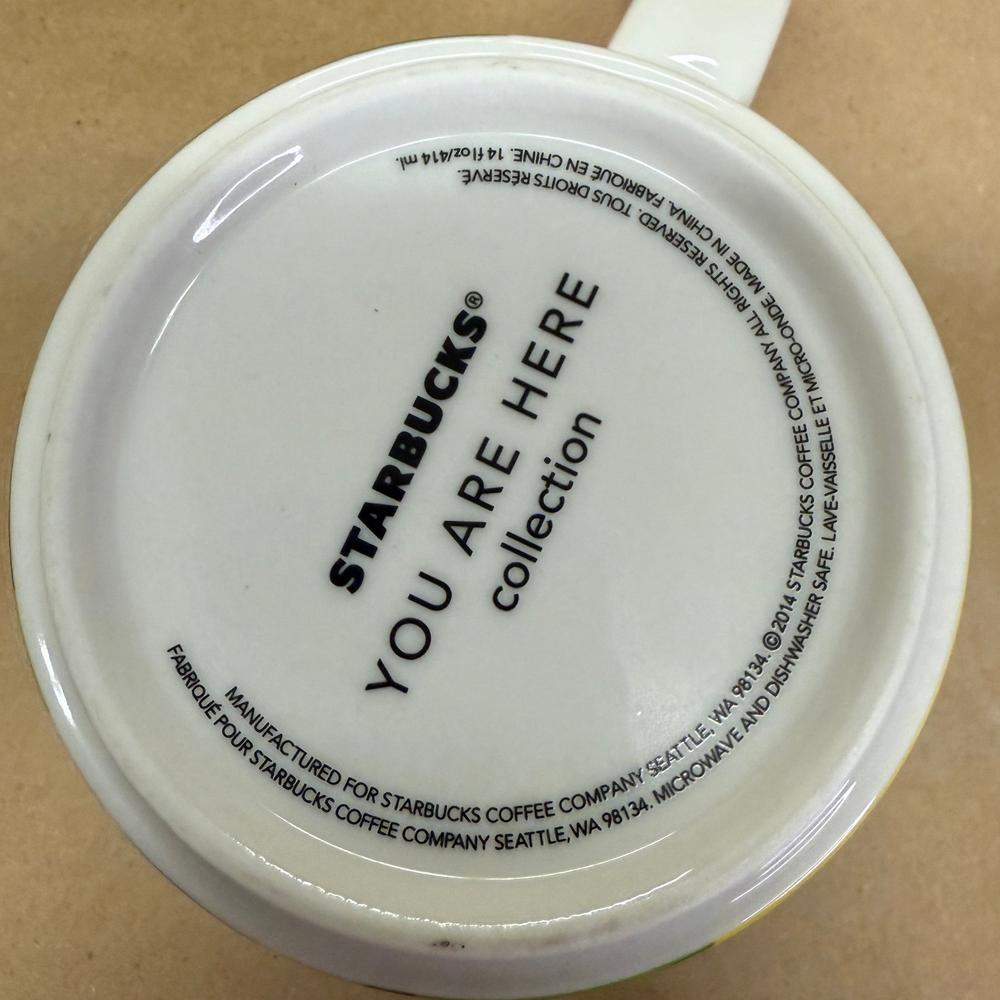 STARBUCKS®
YOU ARE HERE
collection
MANUFACTURED FOR STARBUCKS COFFEE COMPANY SEATTLE, WA 98134. ©2014 STARBUCKS COFFEE COMPANY ALL RIGHTS RESERVED. TOUS DROITS RÉSERVÉ.
FABRIQUÉ POUR STARBUCKS COFFEE COMPANY SEATTLE, WA 98134. MICROWAVE AND DISHWASHER SAFE. LAVE-VAISSELLE ET MICRO-ONDE. MADE IN CHINA. FABRIQUÉ EN CHINE. 14 fl oz/414 ml.